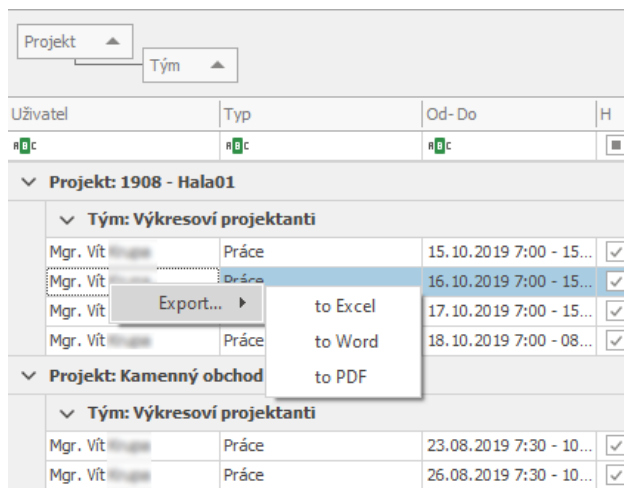 Projekt
Tým
Uživatel Typ Od-Do H
ABC ABC ABC
Projekt: 1908 - Hala01
Tým: Výkresoví projektanti
Mgr. Vít Práce 15.10.2019 7:00 - 15...
Mgr. Vít Práce 16.10.2019 7:00 - 15...
Mgr. Vít 17.10.2019 7:00 - 15...
Mgr. Vít Práce 18.10.2019 7:00 - 08...
Export...
to Excel
to Word
to PDF
Projekt: Kamenný obchod
Tým: Výkresoví projektanti
Mgr. Vít Práce 23.08.2019 7:30 - 10...
Mgr. Vít Práce 26.08.2019 7:30 - 10...